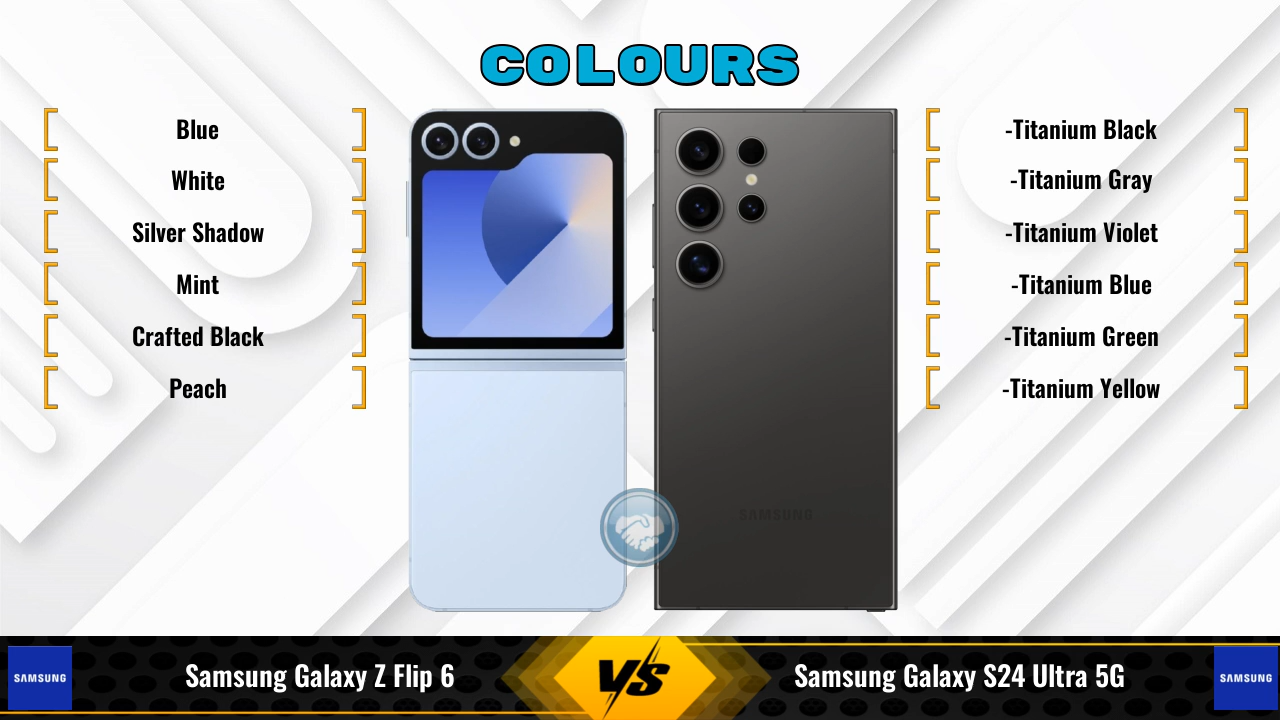 COLOURS
Blue
White
Silver Shadow
Mint
Crafted Black
Peach
-Titanium Black
-Titanium Gray
-Titanium Violet
-Titanium Blue
-Titanium Green
-Titanium Yellow
SAMSUNG
SAMSUNG
Samsung Galaxy Z Flip 6
VS
Samsung Galaxy S24 Ultra 5G
SAMSUNG